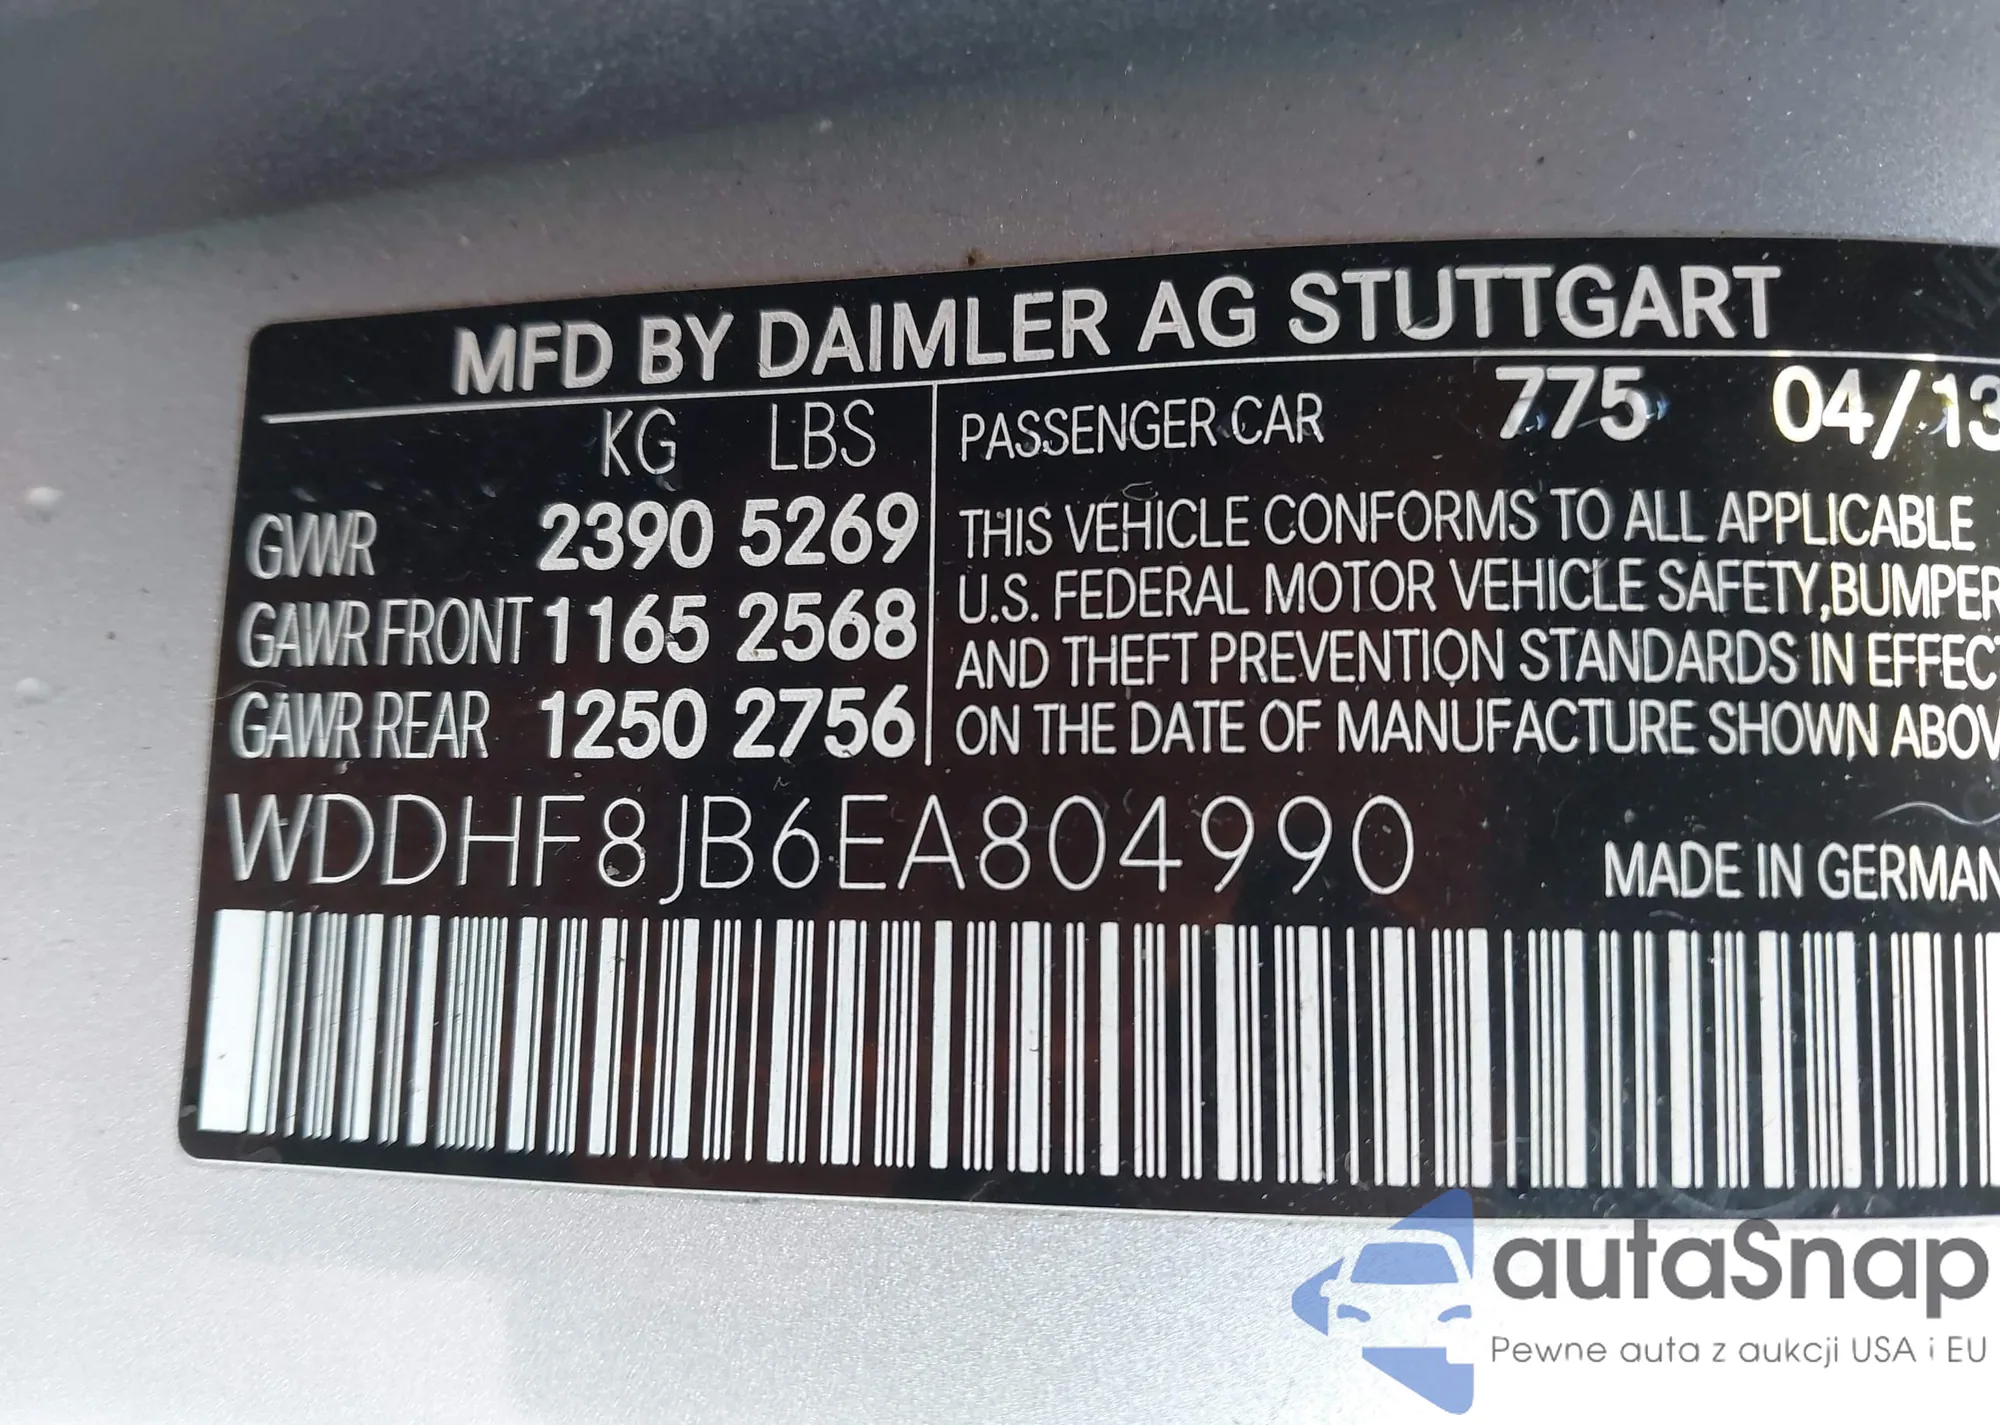 MFD BY DAIMLER AG STUTTGART
KG LBS
GVWR 2390 5269
GAWR FRONT 1165 2568
GAWR REAR 1250 2756
PASSENGER CAR 775 04/13
THIS VEHICLE CONFORMS TO ALL APPLICABLE
U.S. FEDERAL MOTOR VEHICLE SAFETY,BUMPER
AND THEFT PREVENTION STANDARDS IN EFFECT
ON THE DATE OF MANUFACTURE SHOWN ABOV
WDDHF8JB6EA804990
MADE IN GERMAN
autaSnap
Pewne auta z aukcji USA i EU